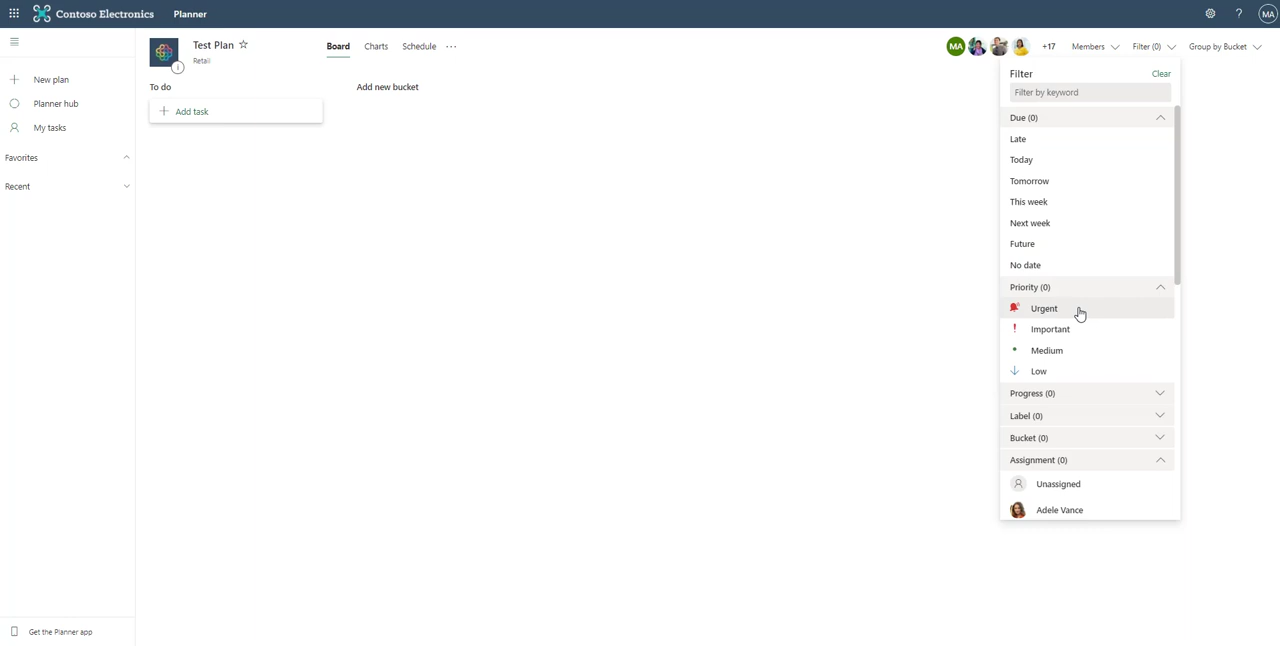 Contoso Electronics Planner ? MA
Test Plan Board Charts Schedule ... MA +17 Members Filter (0) Group by Bucket
Retail
New plan
Planner hub
My tasks
Favorites
Recent
To do Add new bucket
Add task
Filter Clear
Filter by keyword
Due (0)
Late
Today
Tomorrow
This week
Next week
Future
No date
Priority (0)
Urgent
Important
Medium
Low
Progress (0)
Label (0)
Bucket (0)
Assignment (0)
Unassigned
Adele Vance
Get the Planner app